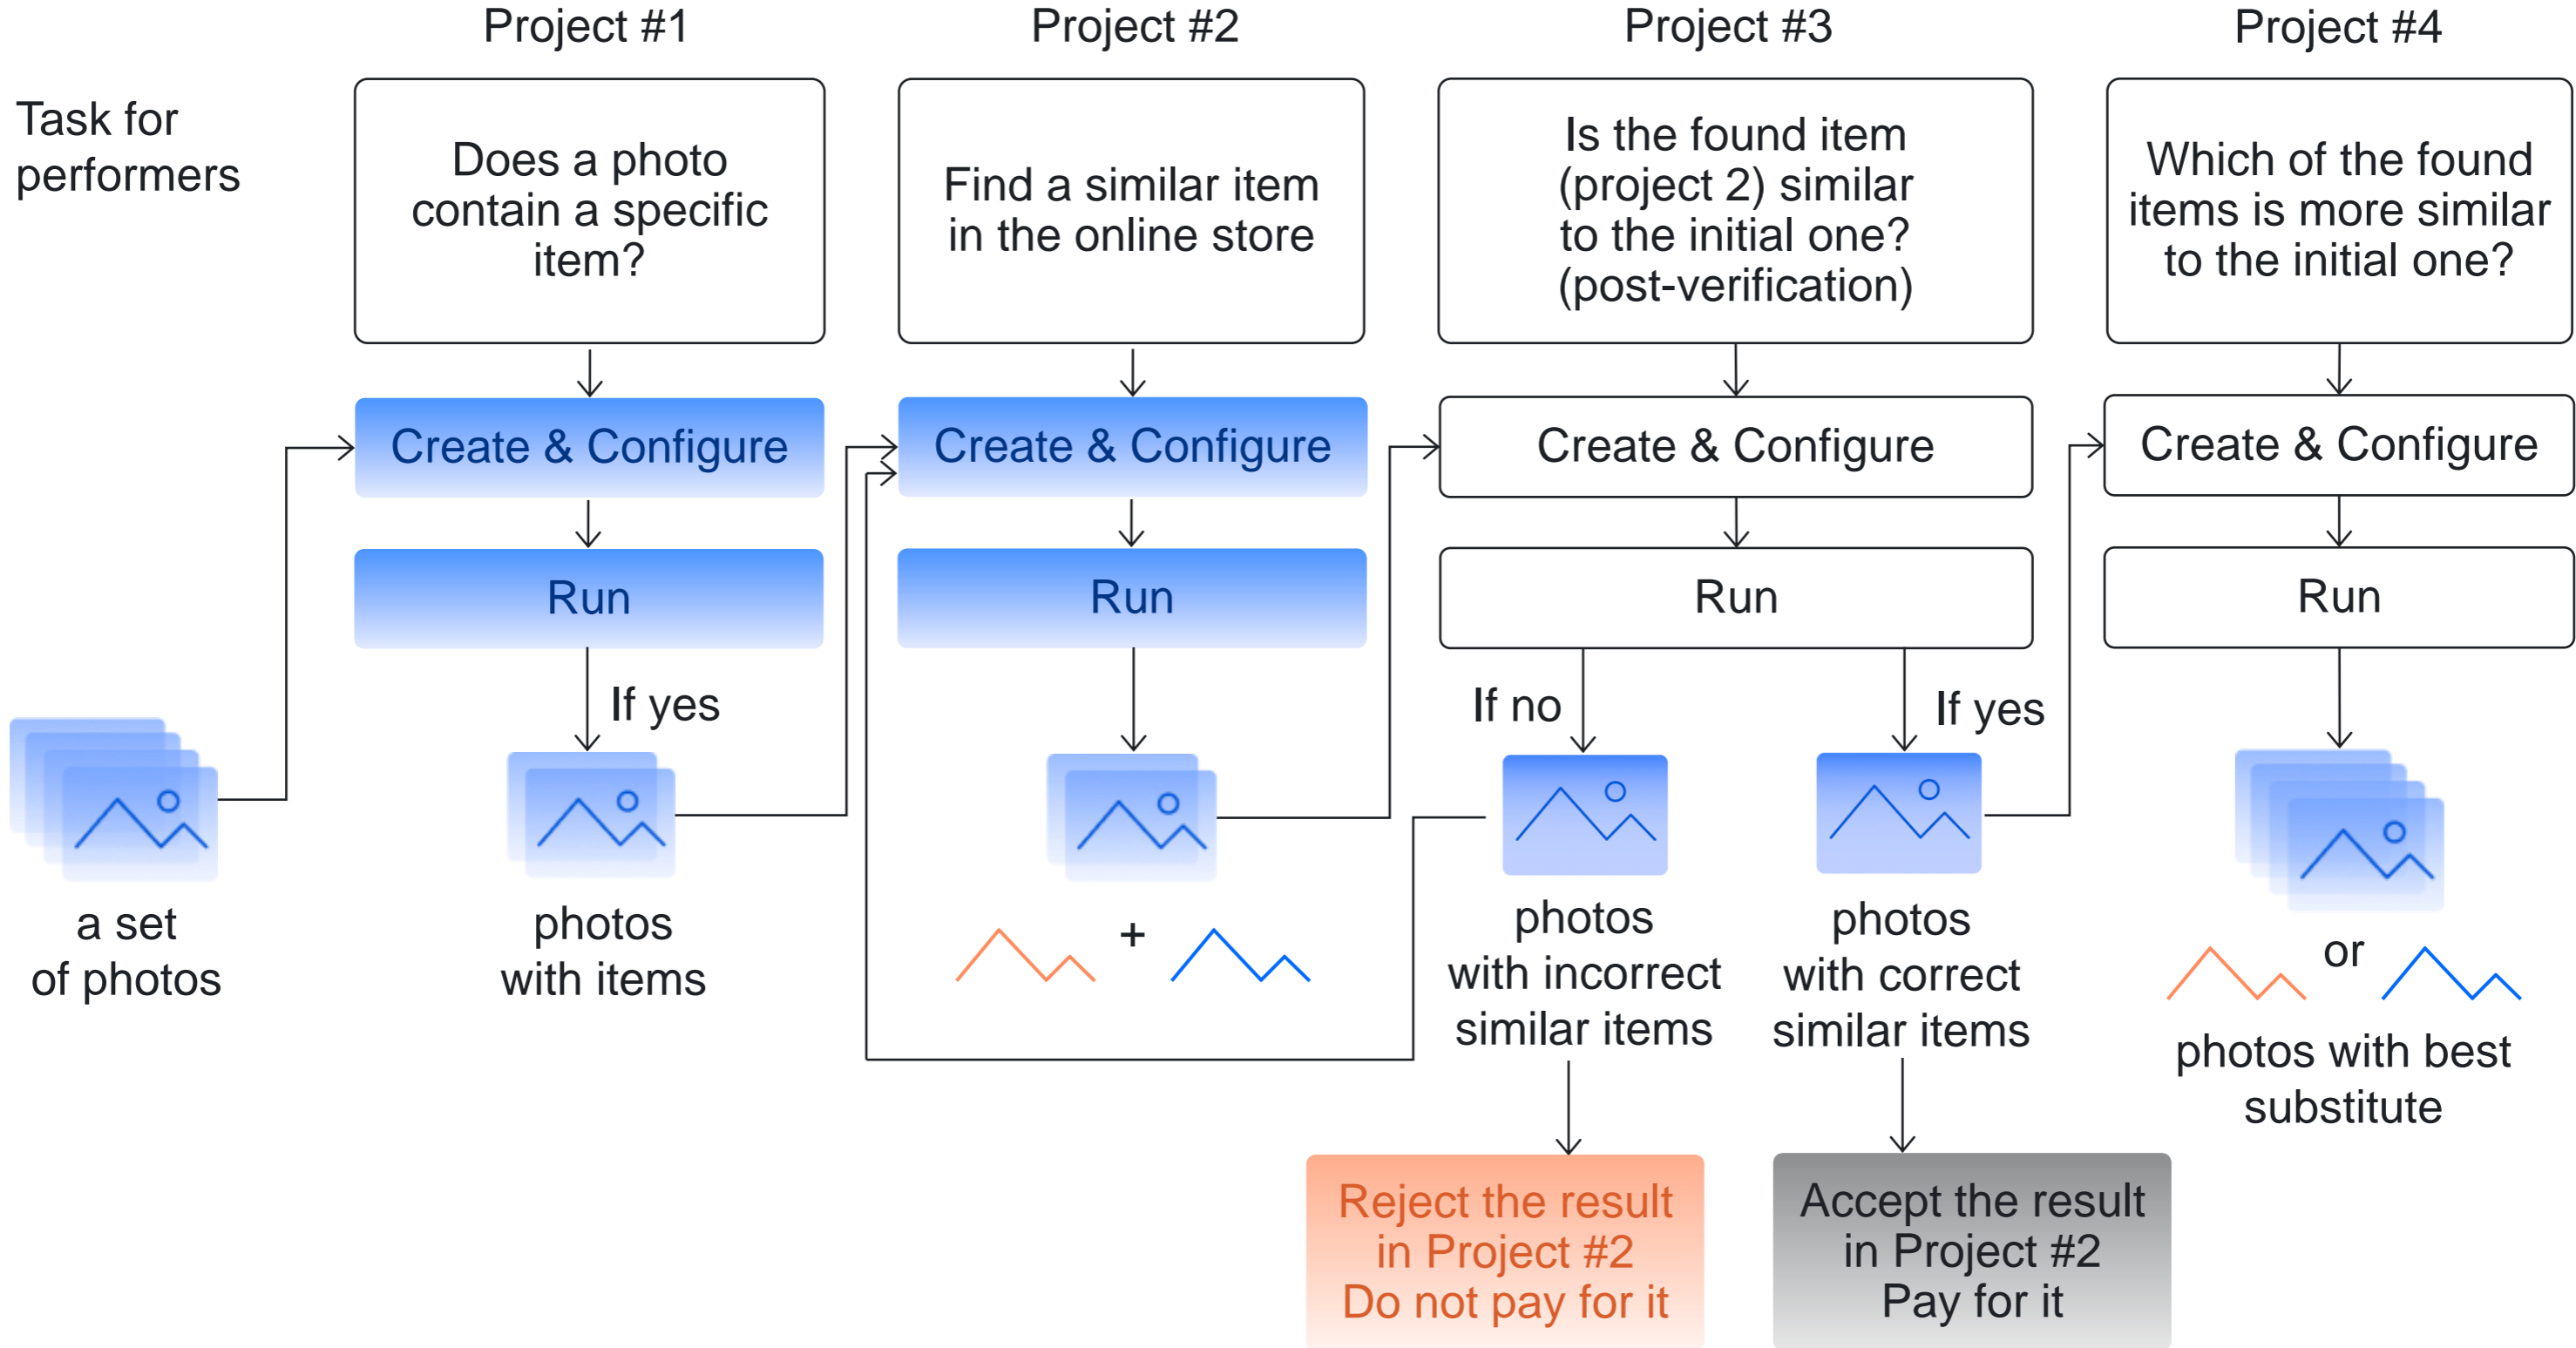 Project #1
Project #2
Project #3
Project #4
Task for
performers
Does a photo
contain a specific
item?
Find a similar item
in the online store
Is the found item
(project 2) similar
to the initial one?
(post-verification)
Which of the found
items is more similar
to the initial one?
Create & Configure
Create & Configure
Create & Configure
Create & Configure
Run
Run
Run
Run
If yes
If no
If yes
a set
of photos
photos
with items
+
photos
with incorrect
similar items
photos
with correct
similar items
or
photos with best
substitute
Reject the result
in Project #2
Do not pay for it
Accept the result
in Project #2
Pay for it